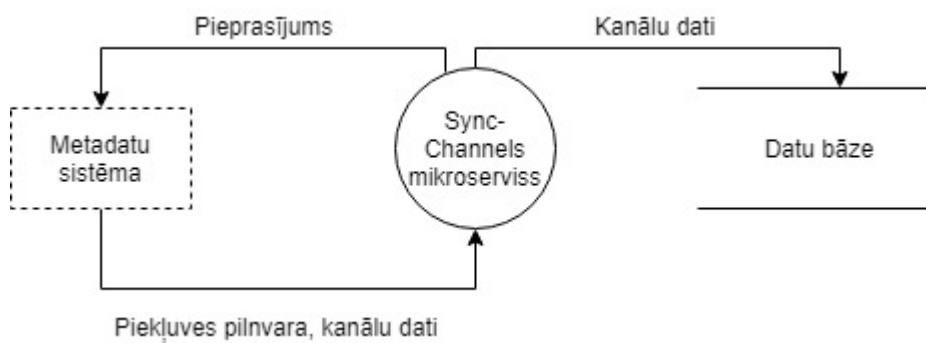 Pieprasījums
Kanālu dati
Metadatu
sistēma
Sync-
Channels
mikroserviss
Datu bāze
Piekļuves pilnvara, kanālu dati